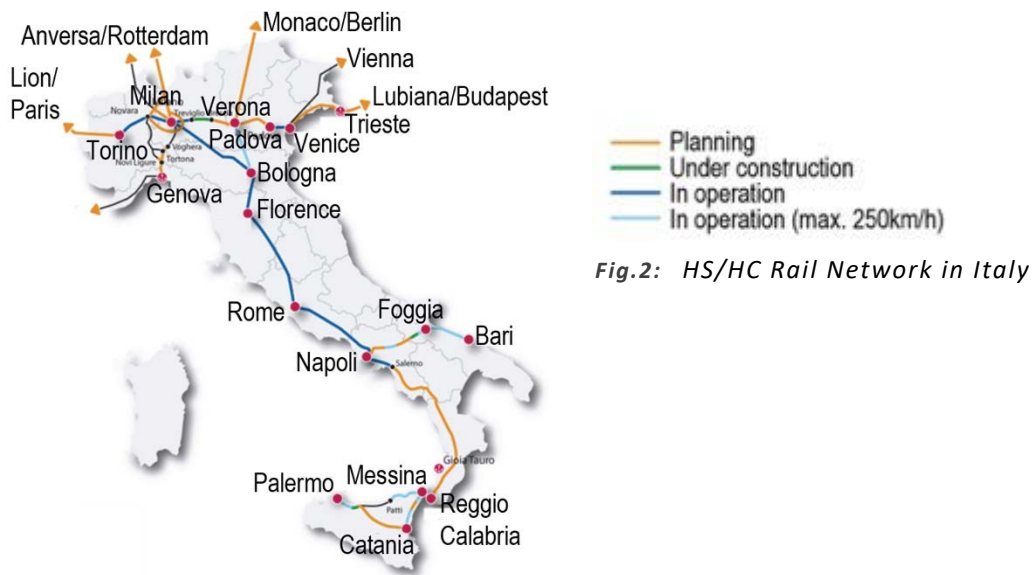 Monaco/Berlin
Anversa/Rotterdam
Vienna
Lion/
Paris
Milan
Verona
Lubiana/Budapest
Novara
Treviglio
Padova
Trieste
Torino
Venice
Voghera
Novi Ligure
Tortona
Bologna
Genova
Florence
Rome
Foggia
Bari
Napoli
Salerno
Gioia Tauro
Messina
Palermo
Patti
Reggio
Calabria
Catania
Planning
Under construction
In operation
In operation (max. 250km/h)
Fig.2: HS/HC Rail Network in Italy